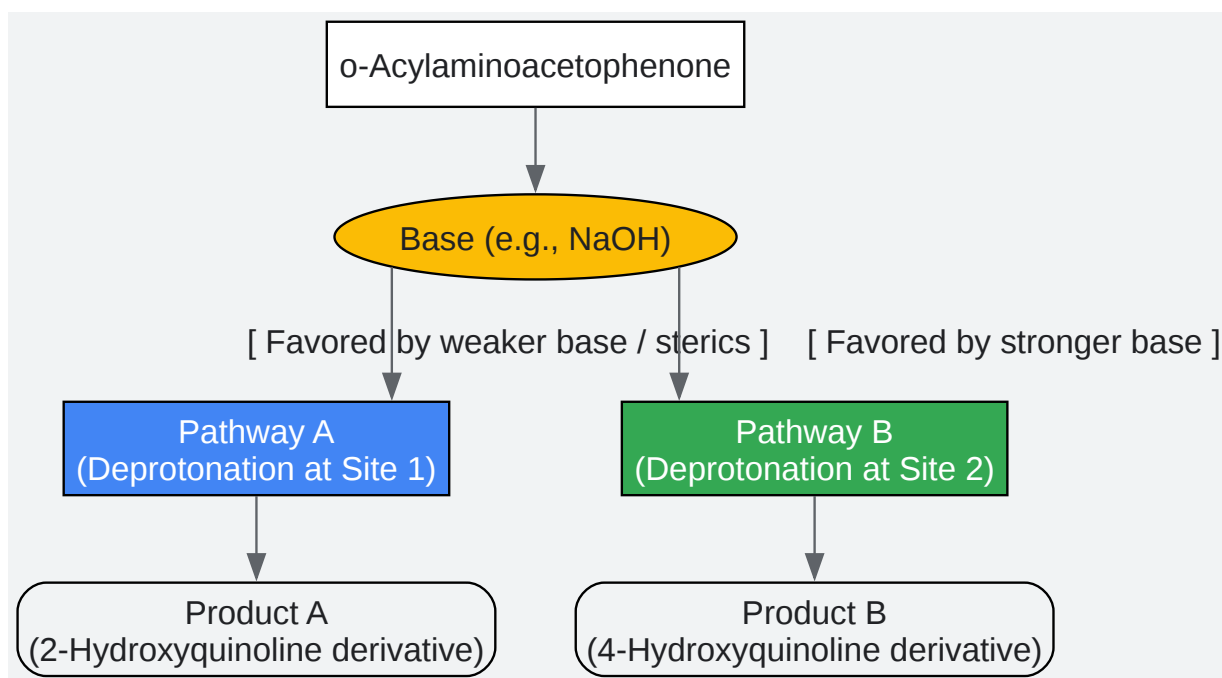 o-Acylaminoacetophenone
Base (e.g., NaOH)
[ Favored by weaker base / sterics ]
[ Favored by stronger base ]
Pathway A
(Deprotonation at Site 1)
Pathway B
(Deprotonation at Site 2)
Product A
(2-Hydroxyquinoline derivative)
Product B
(4-Hydroxyquinoline derivative)